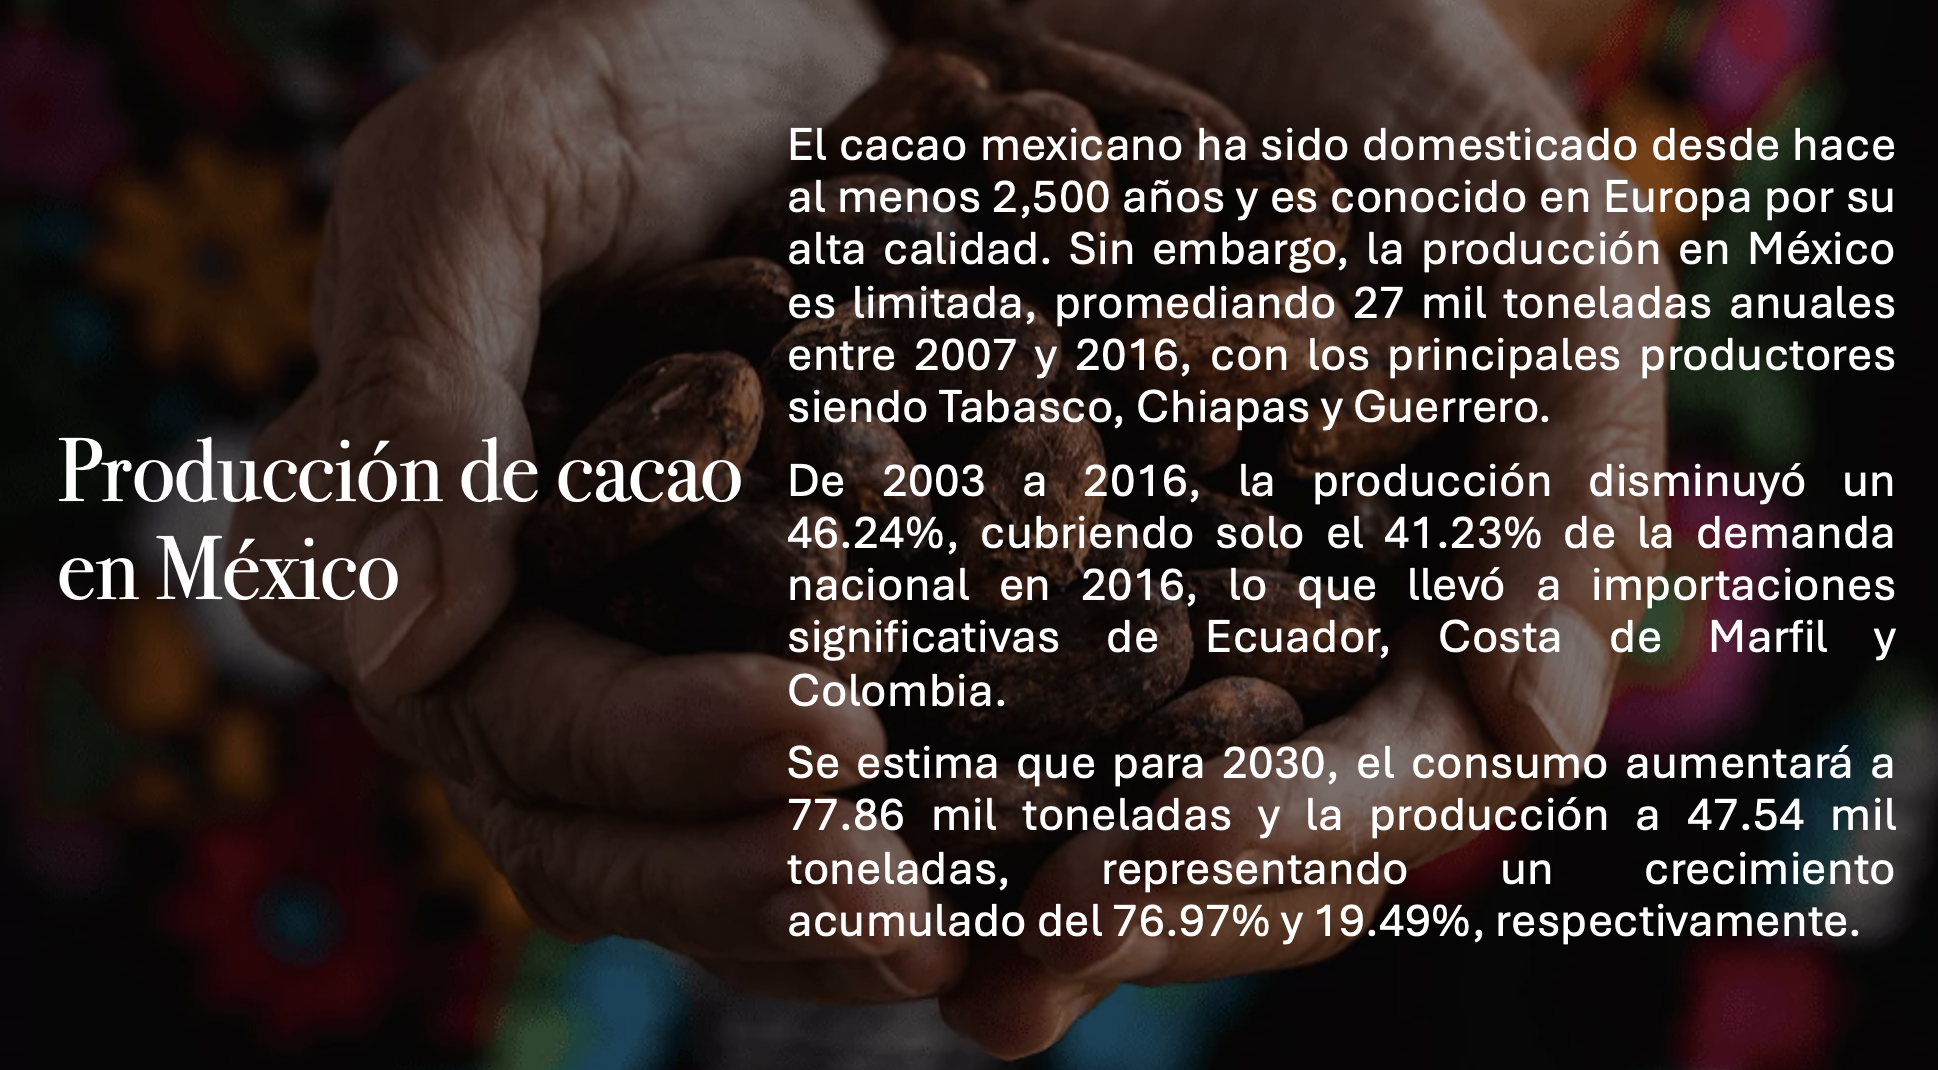 Producción de cacao
en México
El cacao mexicano ha sido domesticado desde hace
al menos 2,500 años y es conocido en Europa por su
alta calidad. Sin embargo, la producción en México
es limitada, promediando 27 mil toneladas anuales
entre 2007 y 2016, con los principales productores
siendo Tabasco, Chiapas y Guerrero.
De 2003 a 2016, la producción disminuyó un
46.24%, cubriendo solo el 41.23% de la demanda
nacional en 2016, lo que llevó a importaciones
significativas de Ecuador, Costa de Marfil y
Colombia.
Se estima que para 2030, el consumo aumentará a
77.86 mil toneladas y la producción a 47.54 mil
toneladas, representando un crecimiento
acumulado del 76.97% y 19.49%, respectivamente.